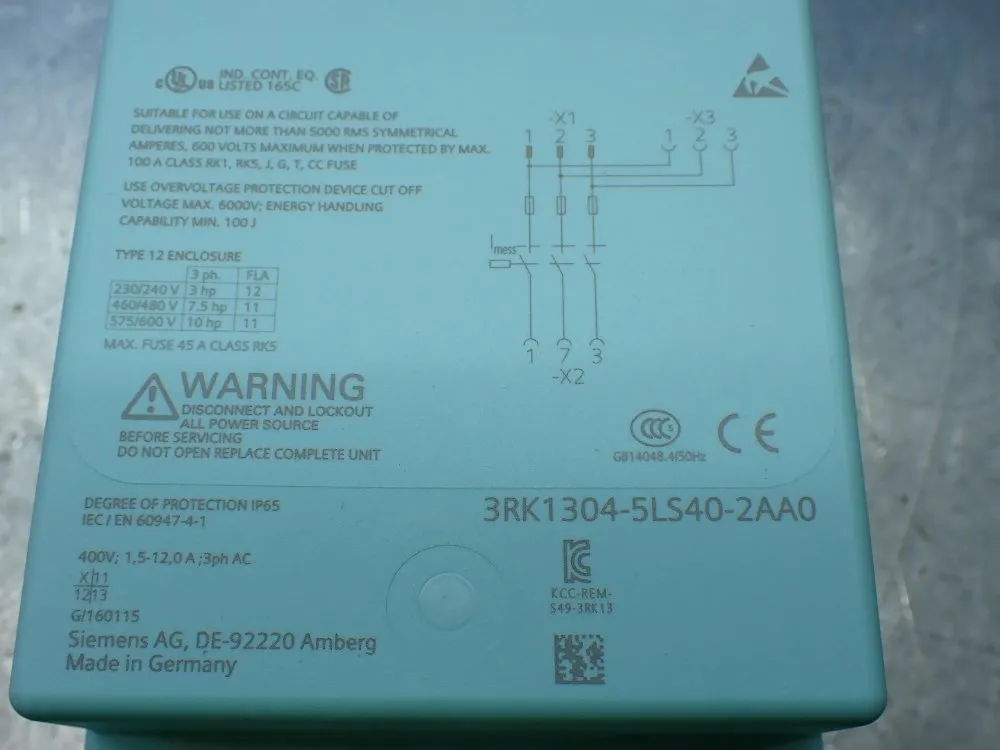 c UL us IND. CONT. EQ.
LISTED 165C
SUITABLE FOR USE ON A CIRCUIT CAPABLE OF
DELIVERING NOT MORE THAN 5000 RMS SYMMETRICAL
AMPERES, 600 VOLTS MAXIMUM WHEN PROTECTED BY MAX.
100 A CLASS RK1, RK5, J, G, T, CC FUSE
USE OVERVOLTAGE PROTECTION DEVICE CUT OFF
VOLTAGE MAX. 6000V; ENERGY HANDLING
CAPABILITY MIN. 100 J
TYPE 12 ENCLOSURE
3 ph. FLA
230/240 V 3 hp 12
460/480 V 7.5 hp 11
575/600 V 10 hp 11
MAX. FUSE 45 A CLASS RK5
-X1
1 2 3
-X3
1 2 3
Imess
1 7 3
-X2
WARNING
DISCONNECT AND LOCKOUT
ALL POWER SOURCE
BEFORE SERVICING
DO NOT OPEN REPLACE COMPLETE UNIT
CCC S
CE
GB14048.4/50Hz
DEGREE OF PROTECTION IP65
IEC / EN 60947-4-1
3RK1304-5LS40-2AA0
400V; 1,5-12,0 A ;3ph AC
X 11
12 13
G/160115
KCC-REM-
S49-3RK13
Siemens AG, DE-92220 Amberg
Made in Germany